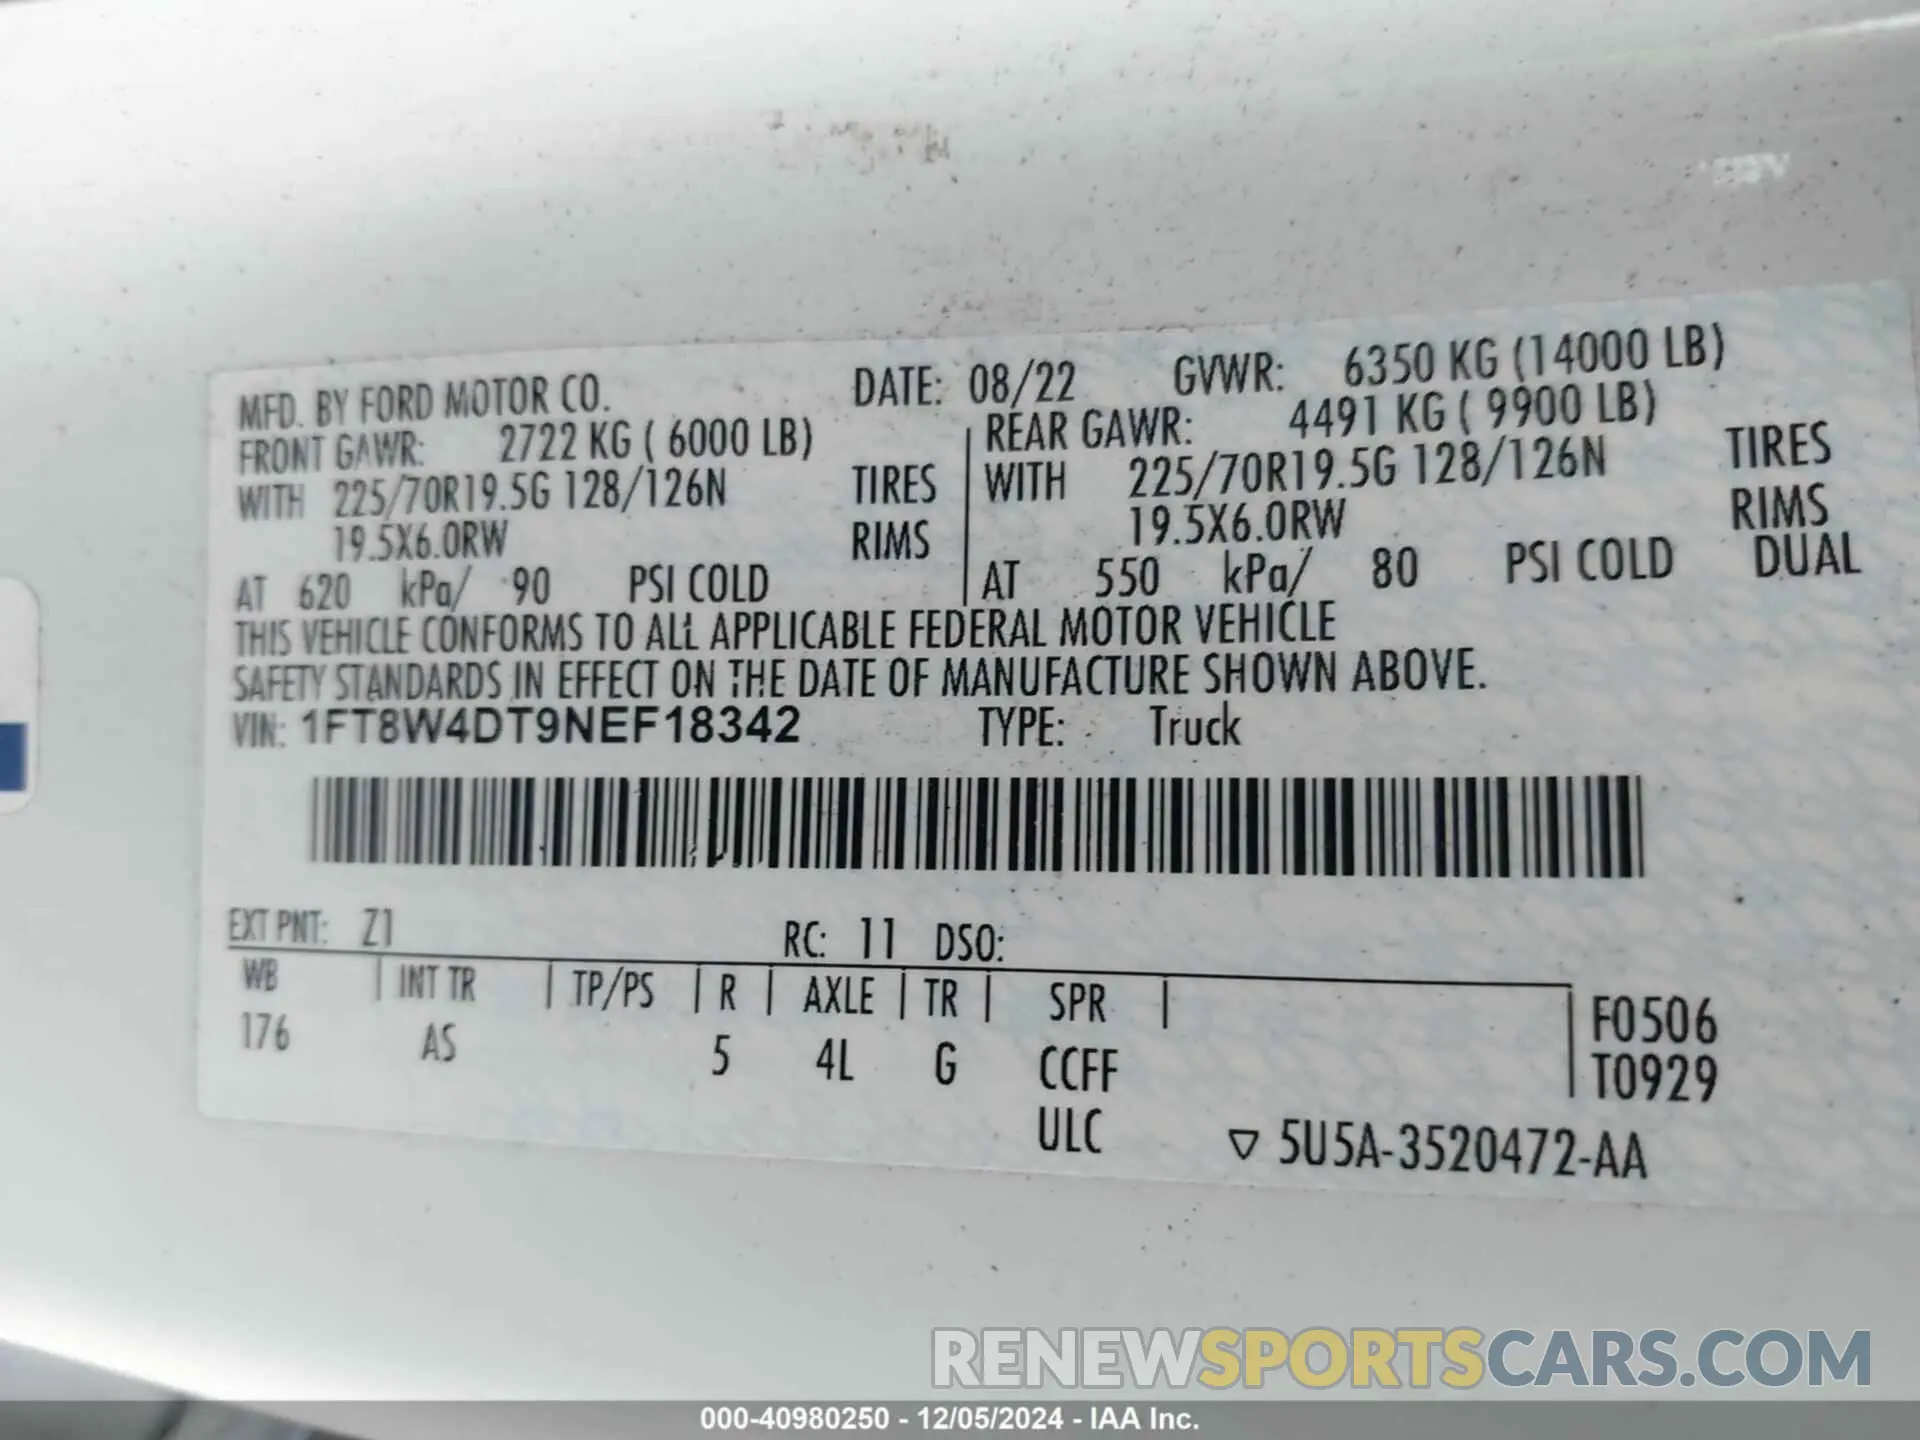 MFD. BY FORD MOTOR CO. DATE: 08/22 GVWR: 6350 KG (14000 LB)
FRONT GAWR: 2722 KG ( 6000 LB) REAR GAWR: 4491 KG ( 9900 LB)
WITH 225/70R19.5G 128/126N TIRES WITH 225/70R19.5G 128/126N TIRES
19.5X6.0RW RIMS 19.5X6.0RW RIMS
AT 620 kPa/ 90 PSI COLD AT 550 kPa/ 80 PSI COLD DUAL
THIS VEHICLE CONFORMS TO ALL APPLICABLE FEDERAL MOTOR VEHICLE
SAFETY STANDARDS IN EFFECT ON THE DATE OF MANUFACTURE SHOWN ABOVE.
VIN: 1FT8W4DT9NEF18342 TYPE: Truck
EXT PNT: Z1 RC: 11 DSO:
WB | INT TR | TP/PS | R | AXLE | TR | SPR | F0506
176 AS 5 4L G CCFF T0929
ULC ▽ 5U5A-3520472-AA
RENEWSPORTSCARS.COM
000-40980250 - 12/05/2024 - IAA Inc.